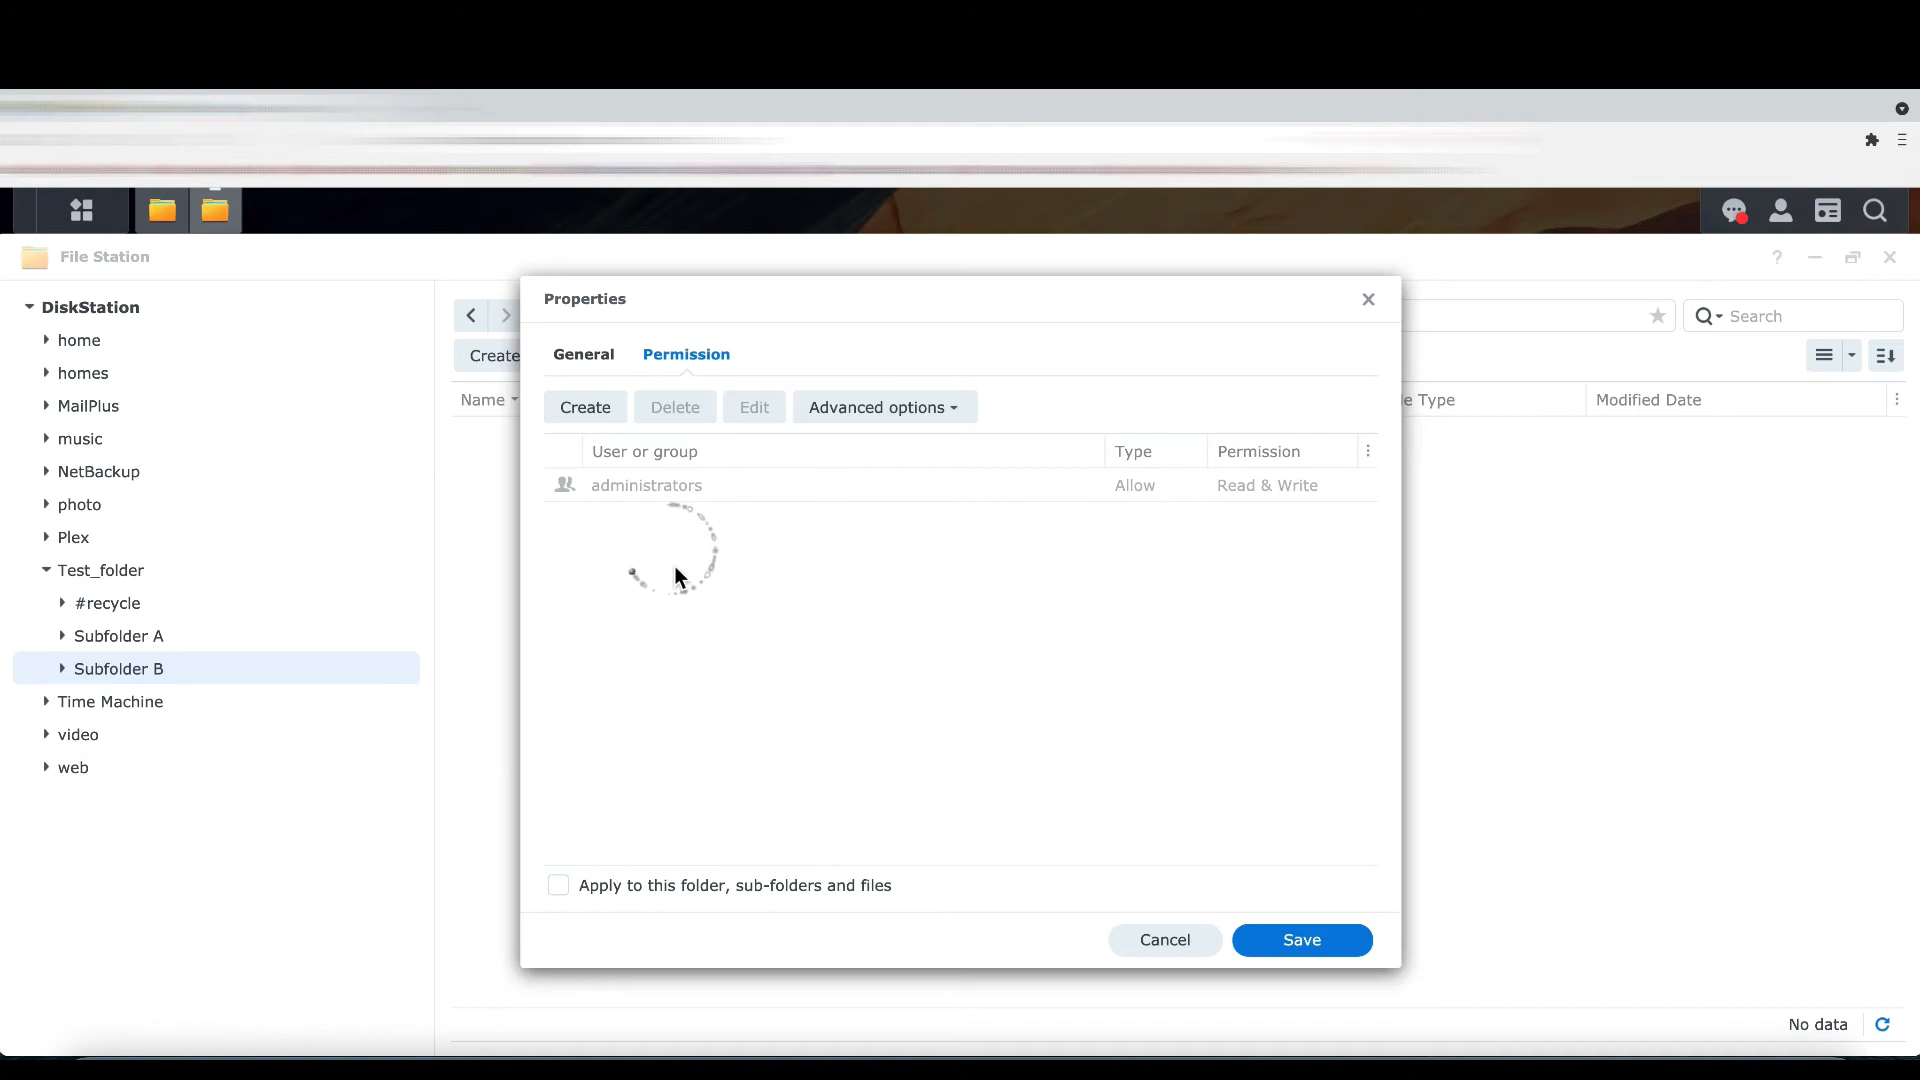 File Station
?
DiskStation
home
homes
MailPlus
music
NetBackup
photo
Plex
Test_folder
#recycle
Subfolder A
Subfolder B
Time Machine
video
web
Create
Name
Properties
General Permission
Create Delete Edit Advanced options
User or group Type Permission
administrators Allow Read & Write
Apply to this folder, sub-folders and files
Cancel Save
Search
Type Modified Date
No data